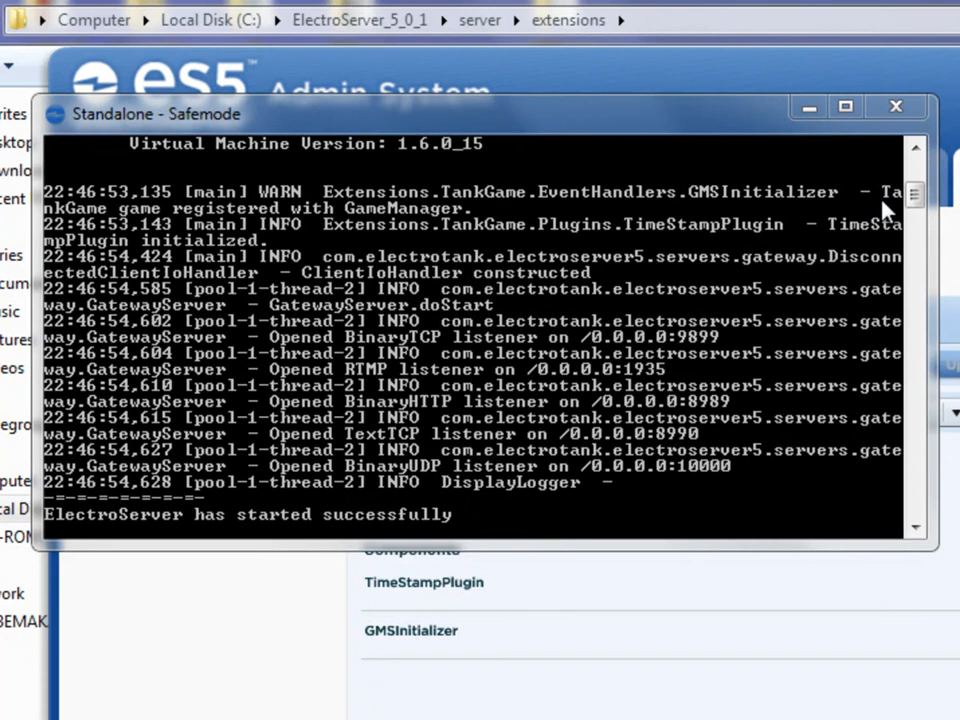 Computer Local Disk (C:) ElectroServer_5_0_1 server extensions
es5™ Admin System
Standalone - Safemode
Virtual Machine Version: 1.6.0_15
22:46:53,135 [main] WARN  Extensions.TankGame.EventHandlers.GMSInitializer  - Ta
nkGame game registered with GameManager.
22:46:53,143 [main] INFO  Extensions.TankGame.Plugins.TimeStampPlugin  - TimeSta
mpPlugin initialized.
22:46:54,424 [main] INFO  com.electrotank.electroserver5.servers.gateway.Disconn
ectedClientIoHandler  - ClientIoHandler constructed
22:46:54,585 [pool-1-thread-2] INFO  com.electrotank.electroserver5.servers.gate
way.GatewayServer  - GatewayServer.doStart
22:46:54,602 [pool-1-thread-2] INFO  com.electrotank.electroserver5.servers.gate
way.GatewayServer  - Opened BinaryTCP listener on /0.0.0.0:9899
22:46:54,604 [pool-1-thread-2] INFO  com.electrotank.electroserver5.servers.gate
way.GatewayServer  - Opened RTMP listener on /0.0.0.0:1935
22:46:54,610 [pool-1-thread-2] INFO  com.electrotank.electroserver5.servers.gate
way.GatewayServer  - Opened BinaryHTTP listener on /0.0.0.0:8989
22:46:54,615 [pool-1-thread-2] INFO  com.electrotank.electroserver5.servers.gate
way.GatewayServer  - Opened TextTCP listener on /0.0.0.0:8990
22:46:54,627 [pool-1-thread-2] INFO  com.electrotank.electroserver5.servers.gate
way.GatewayServer  - Opened BinaryUDP listener on /0.0.0.0:10000
22:46:54,628 [pool-1-thread-2] INFO  DisplayLogger  -
-=-=-=-=-=-=-=-
ElectroServer has started successfully
Components
TimeStampPlugin
GMSInitializer